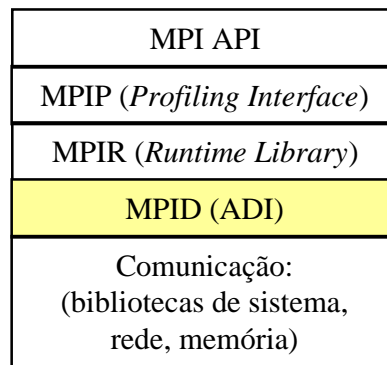 MPI API
MPIP (Profiling Interface)
MPIR (Runtime Library)
MPID (ADI)
Comunicação:
(bibliotecas de sistema,
rede, memória)